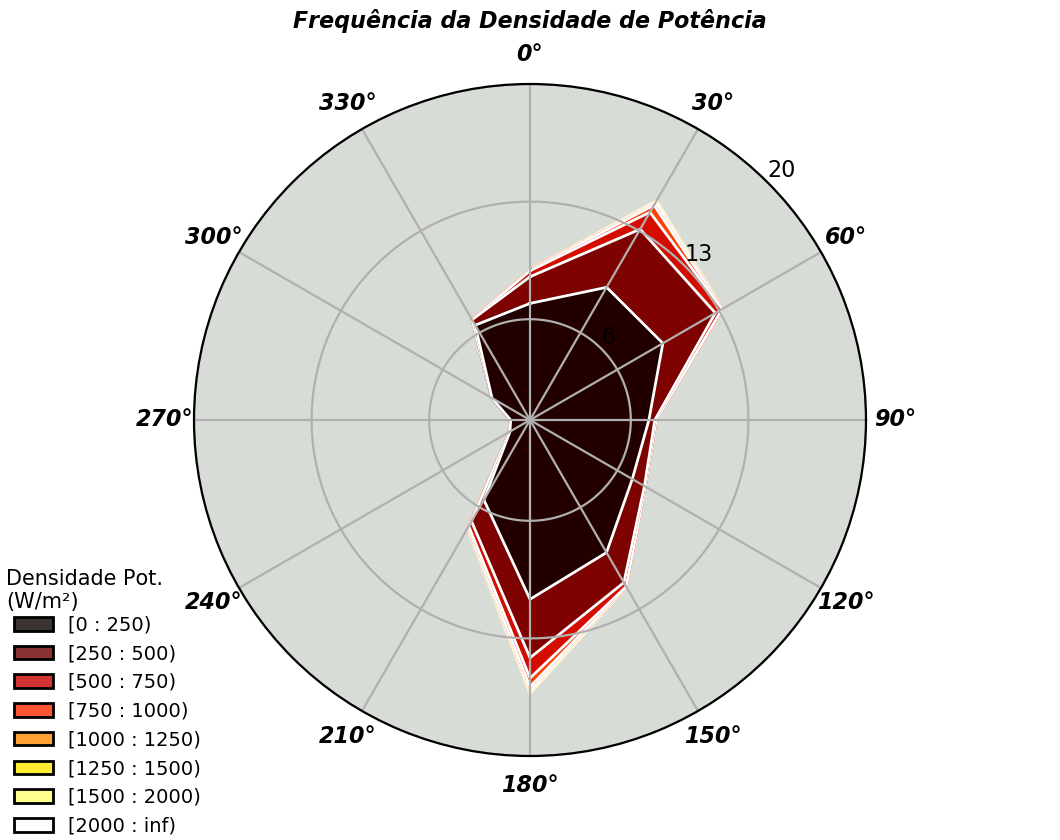 Frequência da Densidade de Potência
0°
330°
30°
20
300°
60°
13
6
270°
90°
240°
120°
210°
150°
180°
Densidade Pot.
(W/m²)
[0 : 250)
[250 : 500)
[500 : 750)
[750 : 1000)
[1000 : 1250)
[1250 : 1500)
[1500 : 2000)
[2000 : inf)